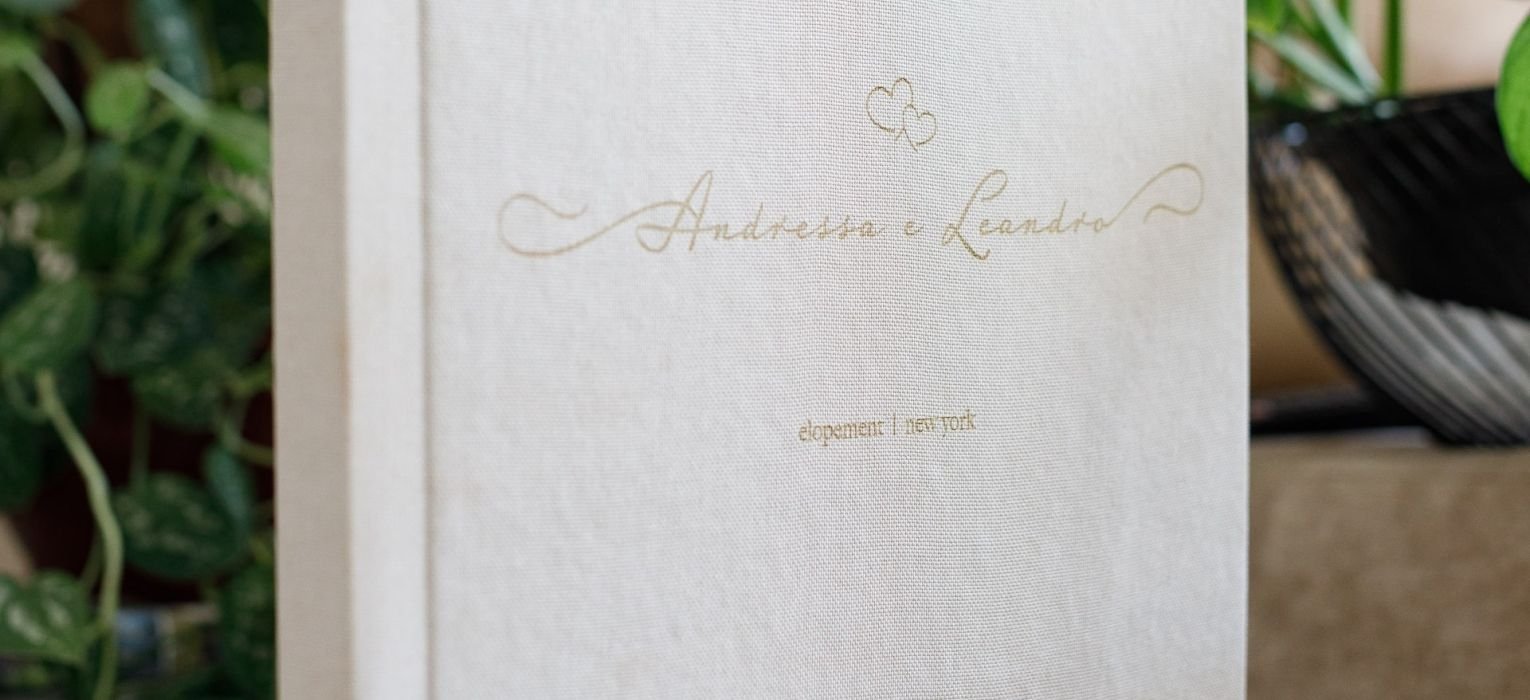 Andressa e Leandro
elopement | new york